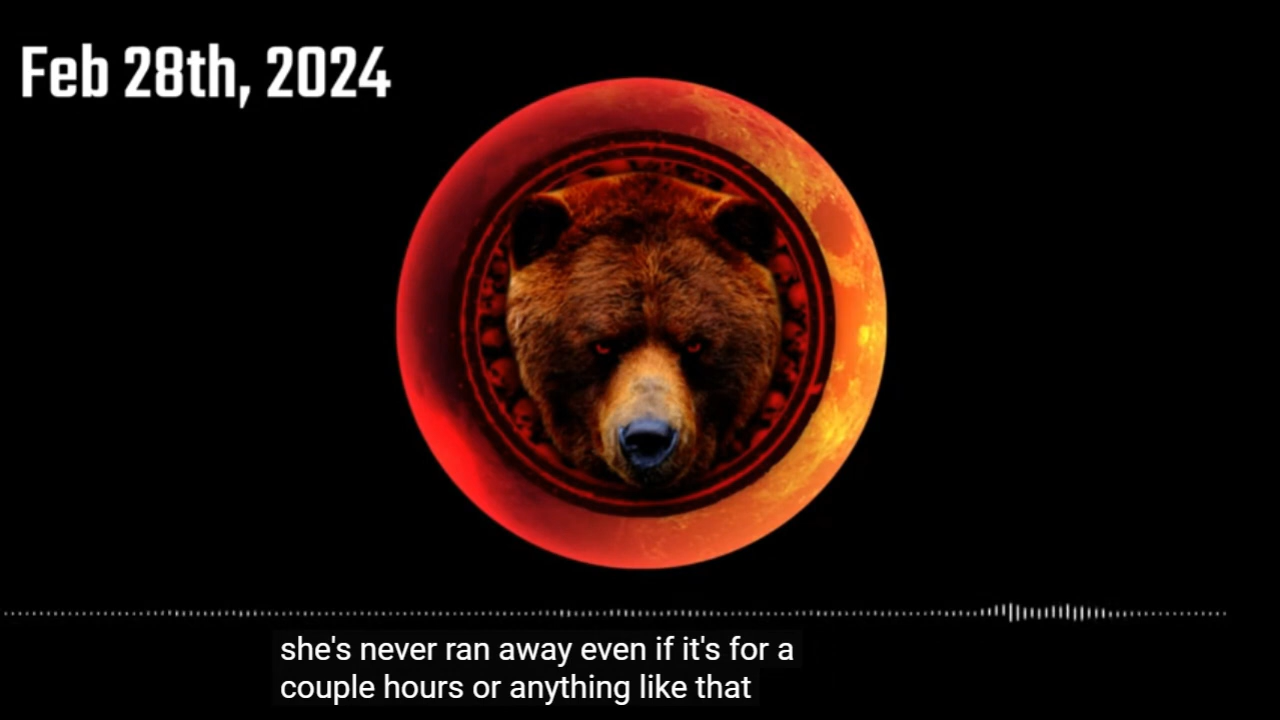 Feb 28th, 2024
she's never ran away even if it's for a
couple hours or anything like that